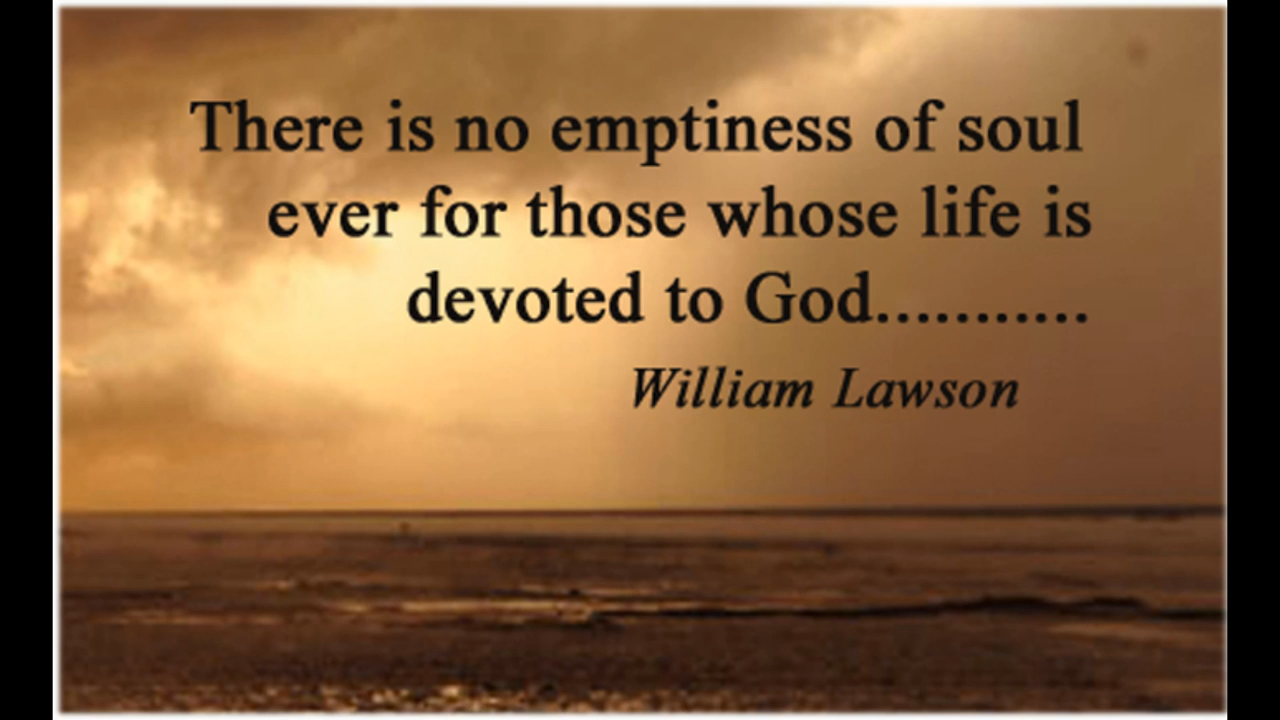 There is no emptiness of soul
ever for those whose life is
devoted to God...........
William Lawson